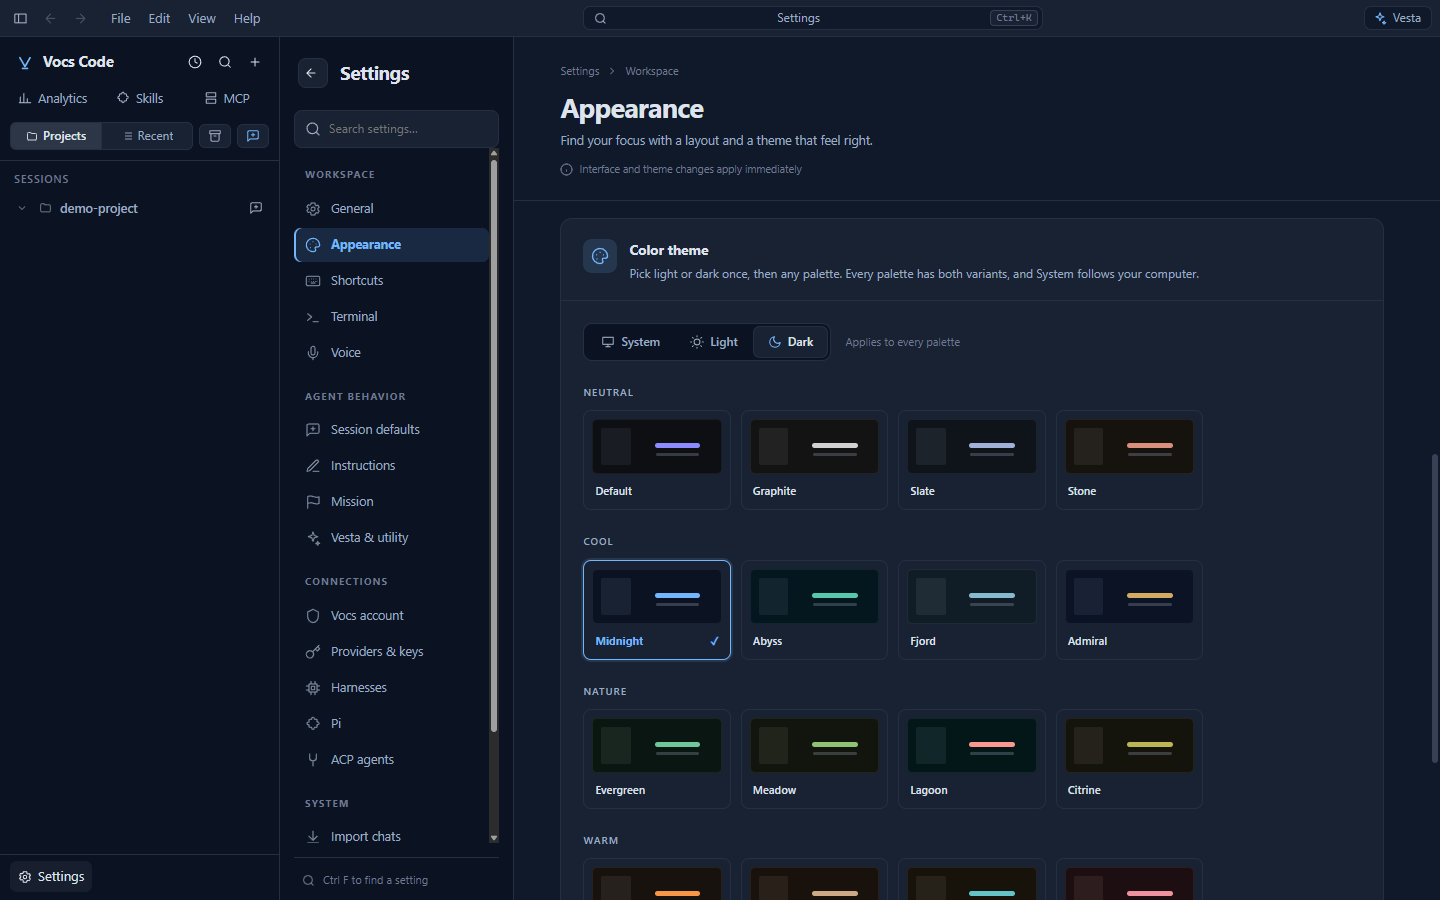 File Edit View Help
Settings
Ctrl+K
Vesta
Vocs Code
Analytics Skills MCP
Projects Recent
SESSIONS
demo-project
Settings
Settings
Search settings...
WORKSPACE
General
Appearance
Shortcuts
Terminal
Voice
AGENT BEHAVIOR
Session defaults
Instructions
Mission
Vesta & utility
CONNECTIONS
Vocs account
Providers & keys
Harnesses
Pi
ACP agents
SYSTEM
Import chats
Ctrl F to find a setting
Settings > Workspace
Appearance
Find your focus with a layout and a theme that feel right.
Interface and theme changes apply immediately
Color theme
Pick light or dark once, then any palette. Every palette has both variants, and System follows your computer.
System Light Dark Applies to every palette
NEUTRAL
Default Graphite Slate Stone
COOL
Midnight Abyss Fjord Admiral
NATURE
Evergreen Meadow Lagoon Citrine
WARM